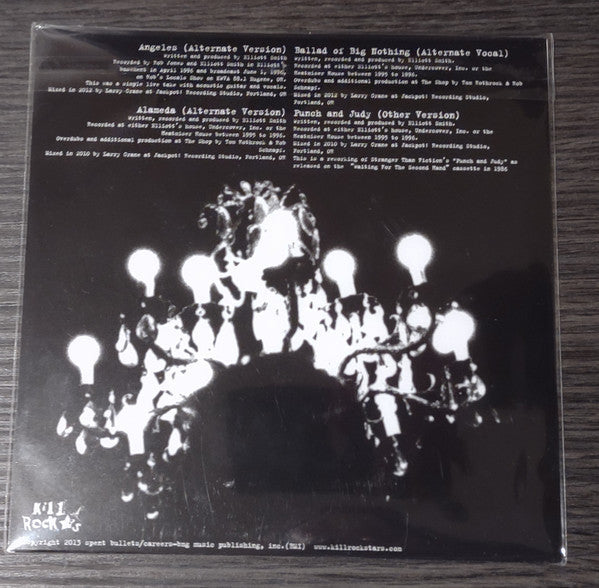 Angeles (Alternate Version)
written and produced by Elliott Smith
Recorded by Rob Jones and Elliott Smith in Elliott's
basement in April 1996 and broadcast June 1, 1996,
on Rob's Sounds Show on KWVA 88.1 Eugene, OR.
This was a single live take with acoustic guitar and vocals.
Mixed in 2012 by Larry Crane at Jackpot! Recording Studio, Portland, OR
Alameda (Alternate Version)
Written, recorded and produced by Elliott Smith.
Recorded at either Elliott's house, Undercover, Inc. or the
Heatmiser House between 1995 to 1996.
Overdubs and additional production at The Shop by Tom Rothrock & Rob
Schnapf.
Mixed in 2010 by Larry Crane at Jackpot! Recording Studio,
Portland, OR
Ballad of Big Nothing (Alternate Vocal)
Written, recorded and produced by Elliott Smith.
Recorded at either Elliott's house, Undercover, Inc. or the
Heatmiser House between 1995 to 1996.
Overdubs and additional production at The Shop by Tom Rothrock & Rob
Schnapf.
Mixed in 2012 by Larry Crane at Jackpot! Recording Studio,
Portland, OR
Punch and Judy (Other Version)
Written, recorded and produced by Elliott Smith.
Recorded at either Elliott's house, Undercover, Inc. or the
Heatmiser House between 1995 to 1996.
Mixed in 2010 by Larry Crane at Jackpot! Recording Studio,
Portland, OR
This is a reworking of Stranger Than Fiction's "Punch and Judy" as
released on the "Waiting For The Second Hand" cassette in 1986
Kill
Rock
s
copyright 2013 spent bullets/careers-bmg music publishing, inc.(BMI) www.killrockstars.com